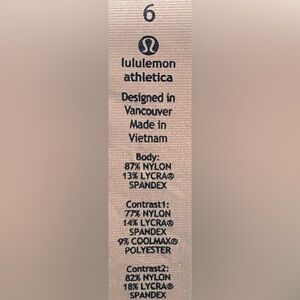 6
lululemon
athletica
Designed in
Vancouver
Made in
Vietnam
Body:
87% NYLON
13% LYCRA®
SPANDEX
Contrast1:
77% NYLON
14% LYCRA®
SPANDEX
9% COOLMAX®
POLYESTER
Contrast2:
82% NYLON
18% LYCRA®
SPANDEX